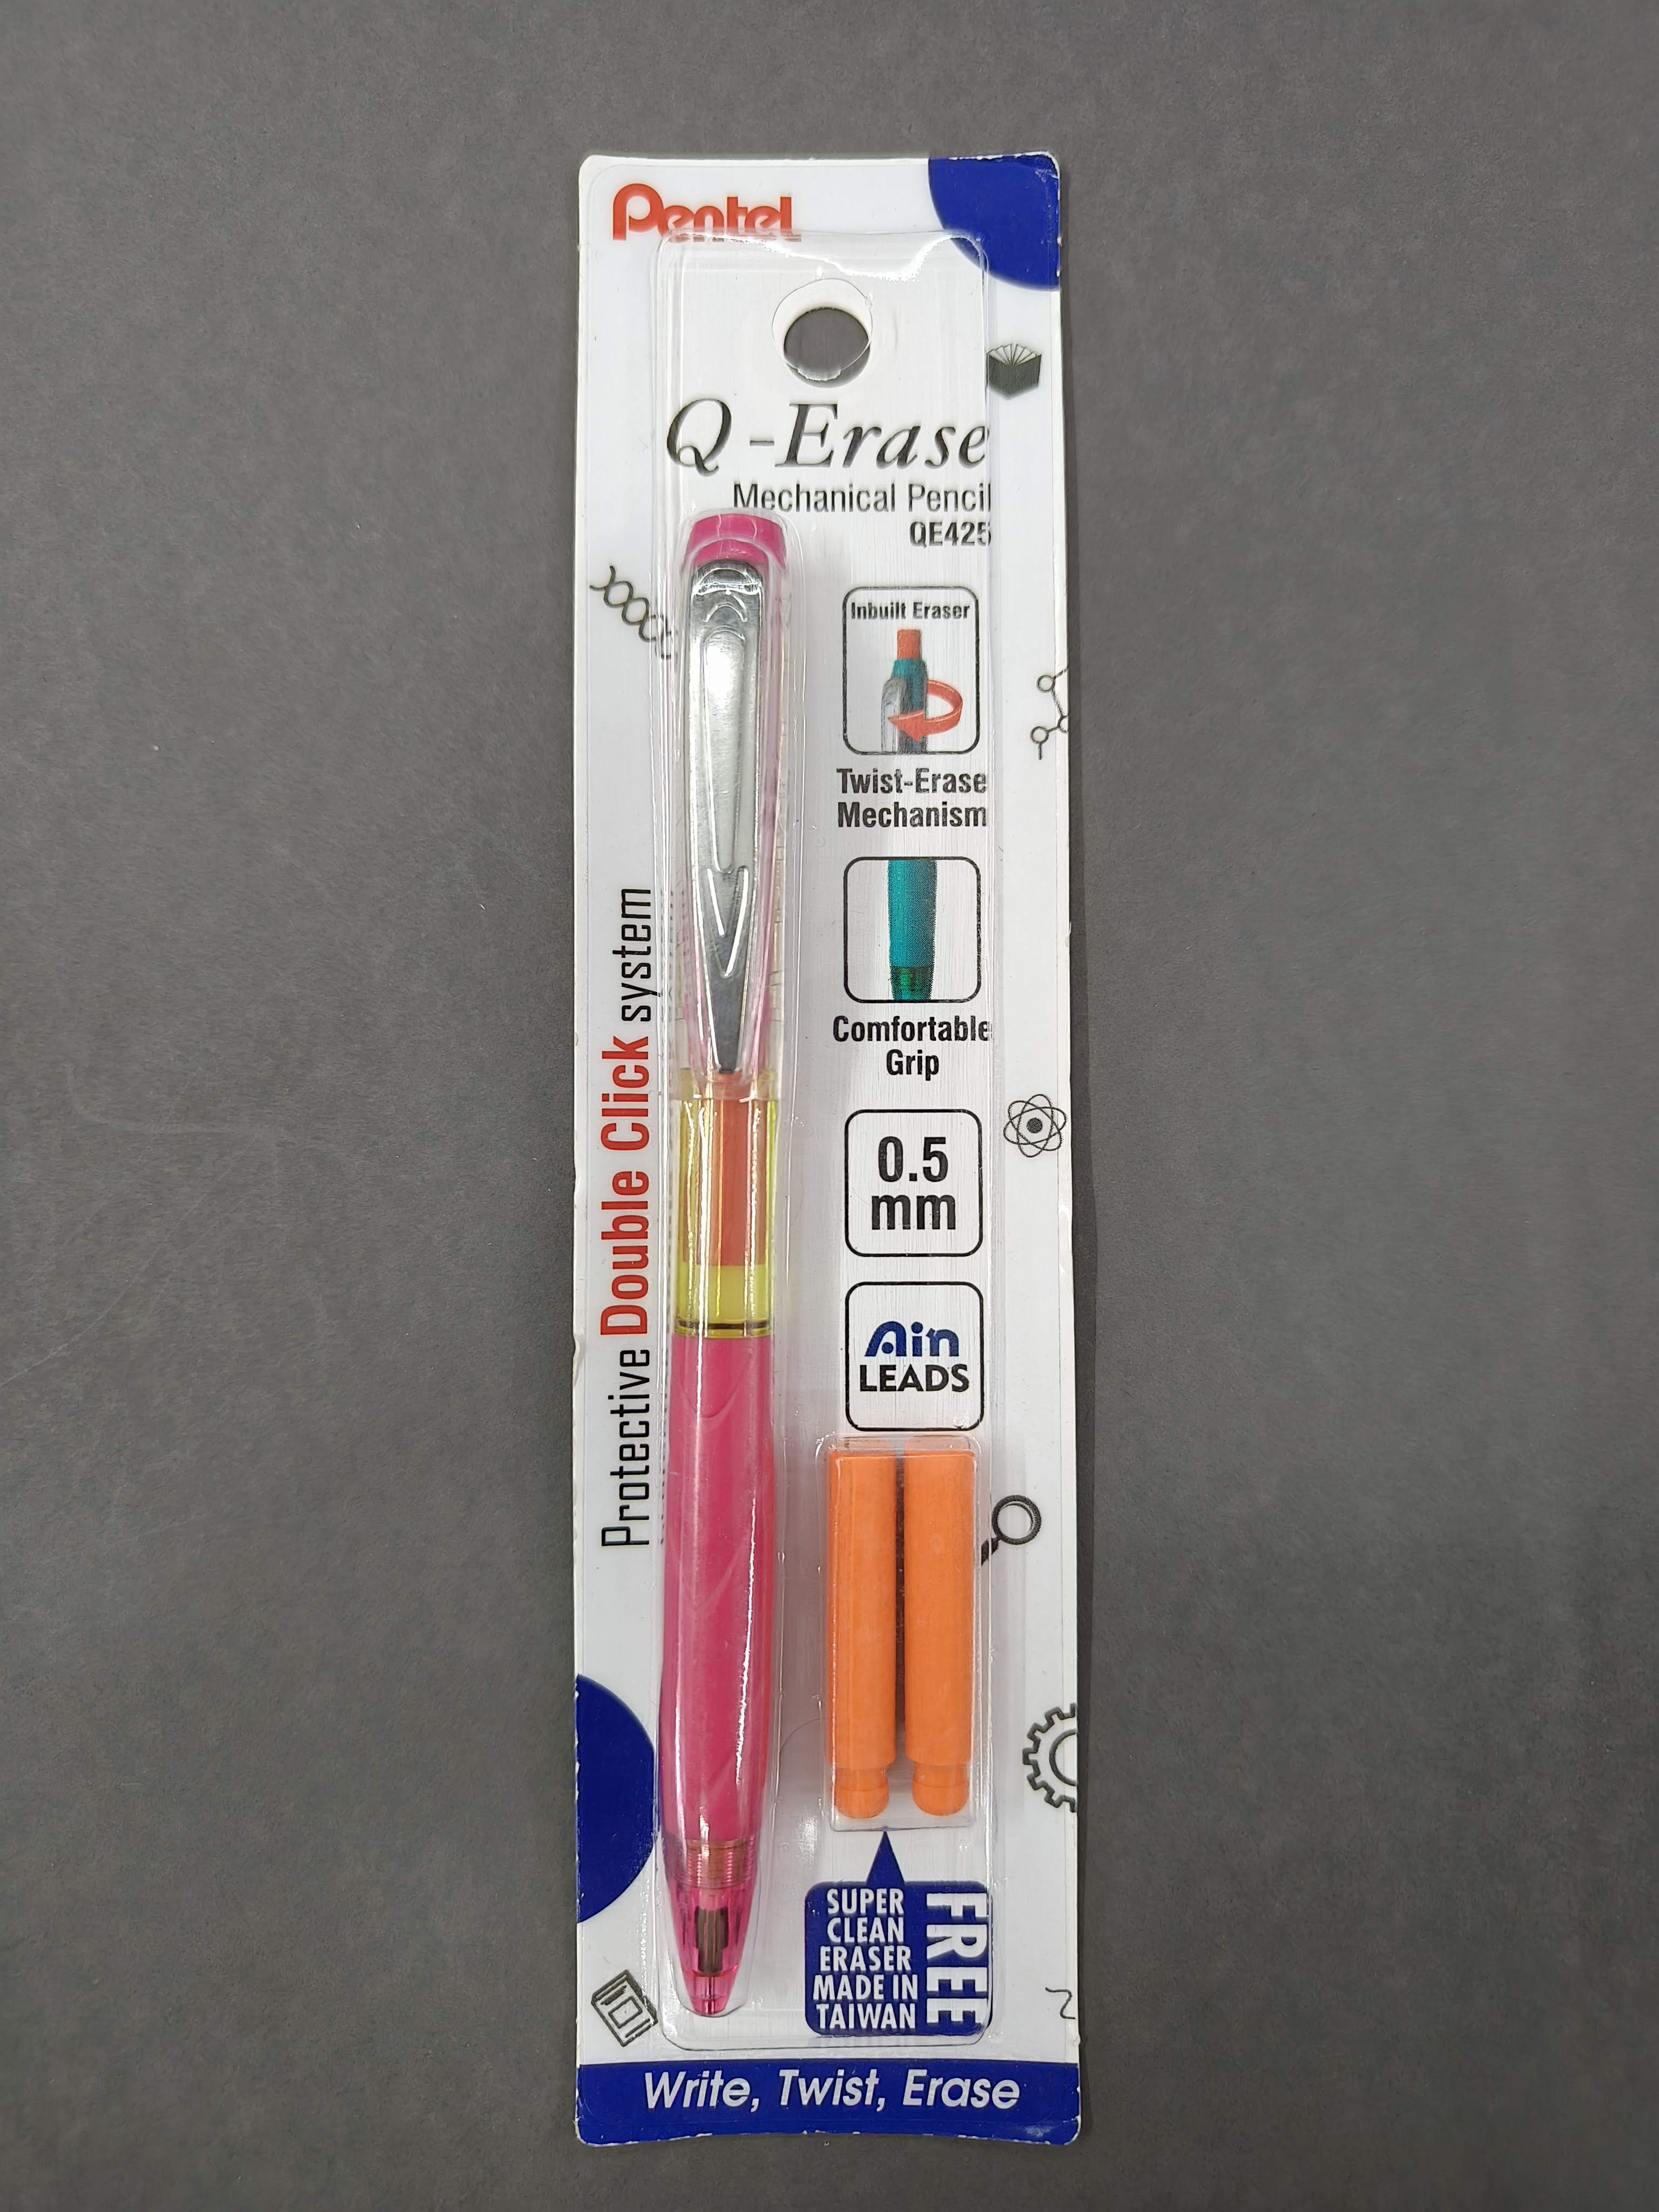 Pentel
Q-Erase
Mechanical Pencil
QE425
Inbuilt Eraser
Twist-Erase
Mechanism
Comfortable
Grip
0.5
mm
Ain
LEADS
Protective Double Click system
SUPER
CLEAN
ERASER
MADE IN
TAIWAN
FREE
Write, Twist, Erase